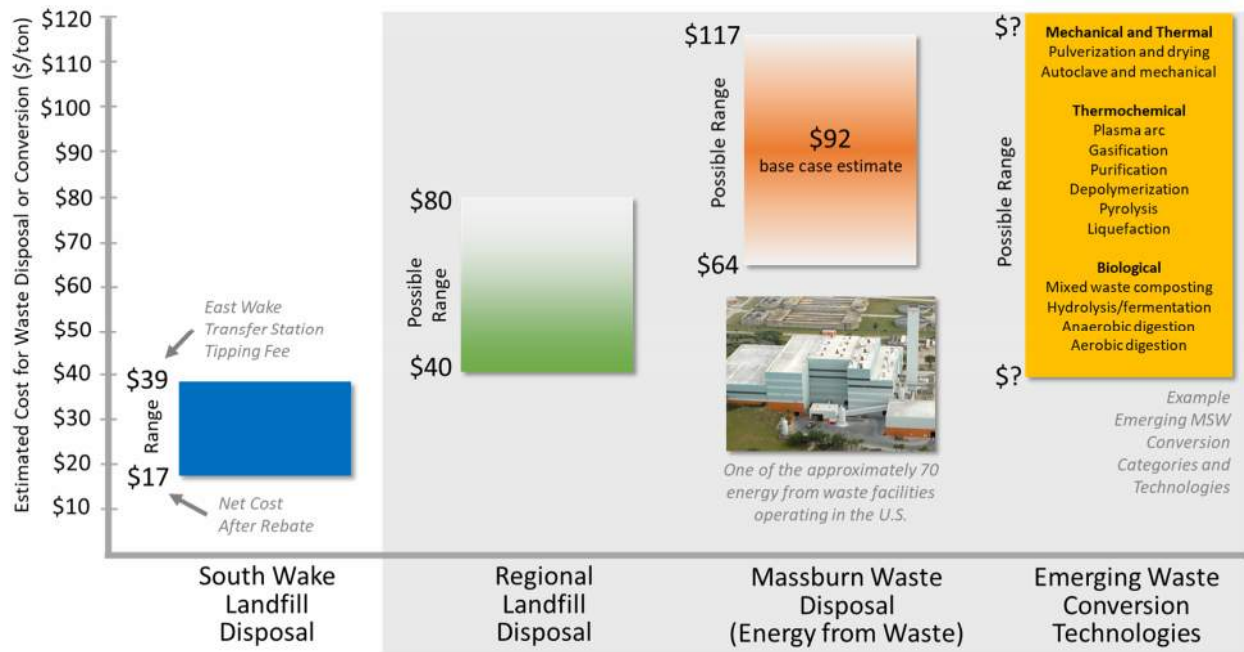 Estimated Cost for Waste Disposal or Conversion ($/ton)
$120
$110
$100
$90
$80
$70
$60
$50
$40
$30
$20
$10
East Wake
Transfer Station
Tipping Fee
$39
Range
$17
Net Cost
After Rebate
$80
Possible
Range
$40
$117
Possible Range
$92
base case estimate
$64
One of the approximately 70
energy from waste facilities
operating in the U.S.
$?
Possible Range
$?
Mechanical and Thermal
Pulverization and drying
Autoclave and mechanical
Thermochemical
Plasma arc
Gasification
Purification
Depolymerization
Pyrolysis
Liquefaction
Biological
Mixed waste composting
Hydrolysis/fermentation
Anaerobic digestion
Aerobic digestion
Example
Emerging MSW
Conversion
Categories and
Technologies
South Wake
Landfill
Disposal
Regional
Landfill
Disposal
Massburn Waste
Disposal
(Energy from Waste)
Emerging Waste
Conversion
Technologies